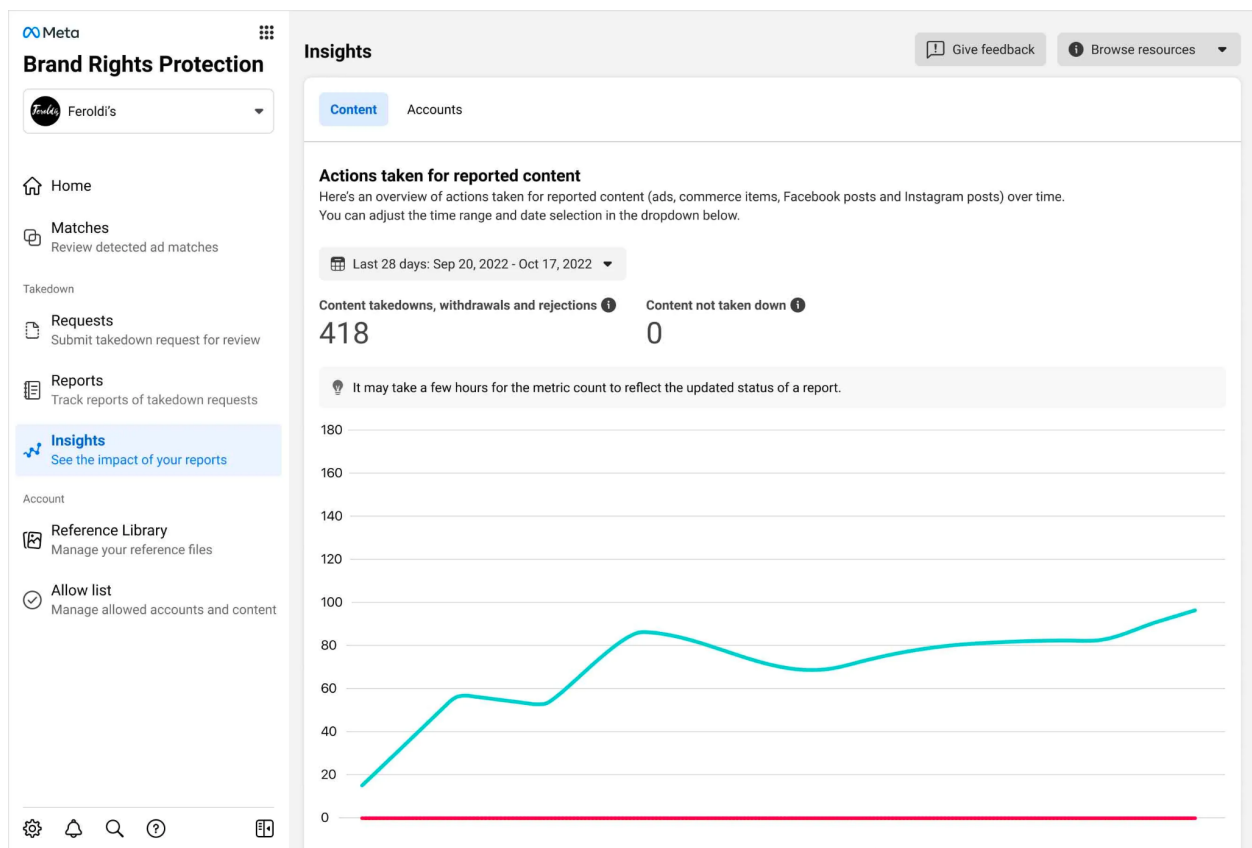 Meta
Brand Rights Protection
Feroldi's
Feroldi's
Home
Matches
Review detected ad matches
Takedown
Requests
Submit takedown request for review
Reports
Track reports of takedown requests
Insights
See the impact of your reports
Account
Reference Library
Manage your reference files
Allow list
Manage allowed accounts and content
Insights
Give feedback
Browse resources
Content
Accounts
Actions taken for reported content
Here's an overview of actions taken for reported content (ads, commerce items, Facebook posts and Instagram posts) over time.
You can adjust the time range and date selection in the dropdown below.
Last 28 days: Sep 20, 2022 - Oct 17, 2022
Content takedowns, withdrawals and rejections
418
Content not taken down
0
It may take a few hours for the metric count to reflect the updated status of a report.
180
160
140
120
100
80
60
40
20
0